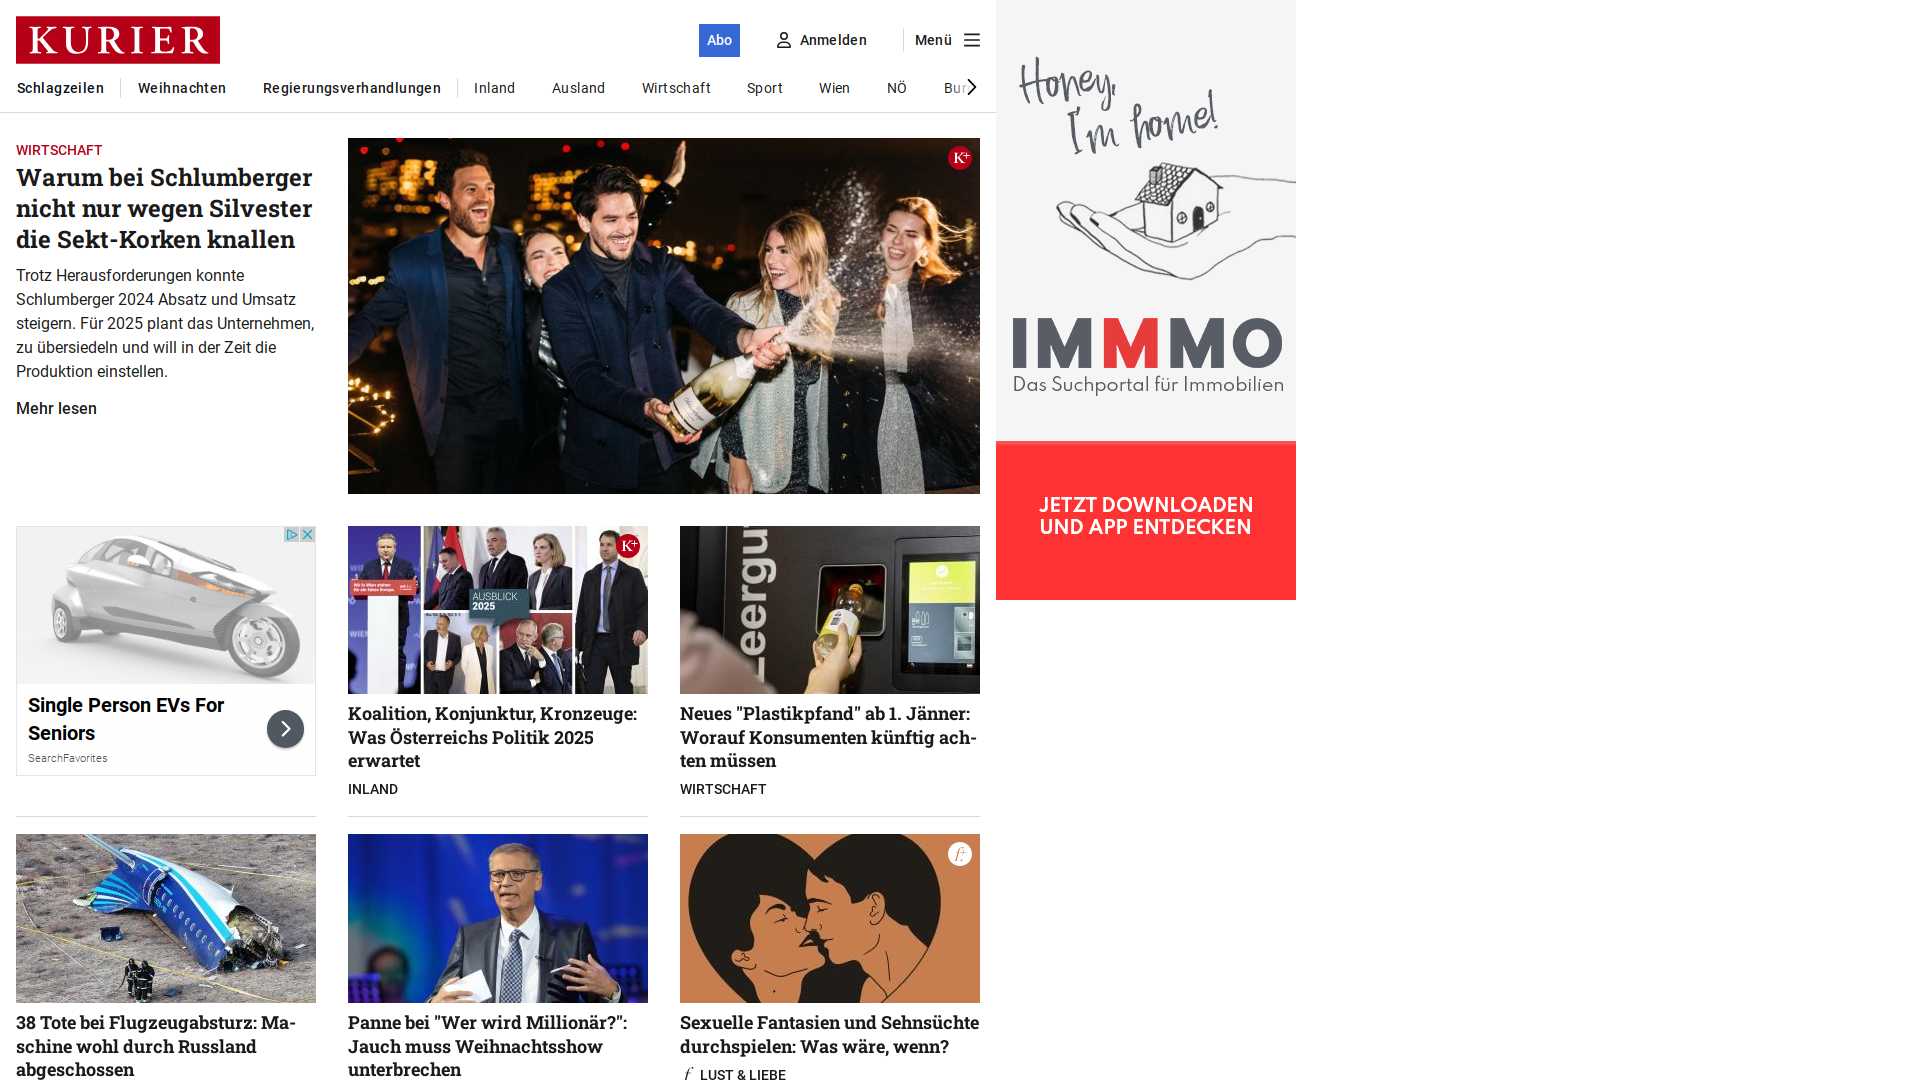 KURIER
Abo
Anmelden
Menü
Schlagzeilen
Weihnachten
Regierungsverhandlungen
Inland
Ausland
Wirtschaft
Sport
Wien
NÖ
WIRTSCHAFT
Warum bei Schlumberger
nicht nur wegen Silvester
die Sekt-Korken knallen
Trotz Herausforderungen konnte
Schlumberger 2024 Absatz und Umsatz
steigern. Für 2025 plant das Unternehmen,
zu übersiedeln und will in der Zeit die
Produktion einstellen.
Mehr lesen
K+
Honey,
I'm home!
IMMMO
Das Suchportal für Immobilien
JETZT DOWNLOADEN
UND APP ENTDECKEN
Single Person EVs For
Seniors
SearchFavorites
K+
AUSBLICK
2025
Koalition, Konjunktur, Kronzeuge:
Was Österreichs Politik 2025
erwartet
INLAND
Leergu
Neues "Plastikpfand" ab 1. Jänner:
Worauf Konsumenten künftig ach-
ten müssen
WIRTSCHAFT
38 Tote bei Flugzeugabsturz: Ma-
schine wohl durch Russland
abgeschossen
Panne bei "Wer wird Millionär?":
Jauch muss Weihnachtsshow
unterbrechen
f+
Sexuelle Fantasien und Sehnsüchte
durchspielen: Was wäre, wenn?
f LUST & LIEBE